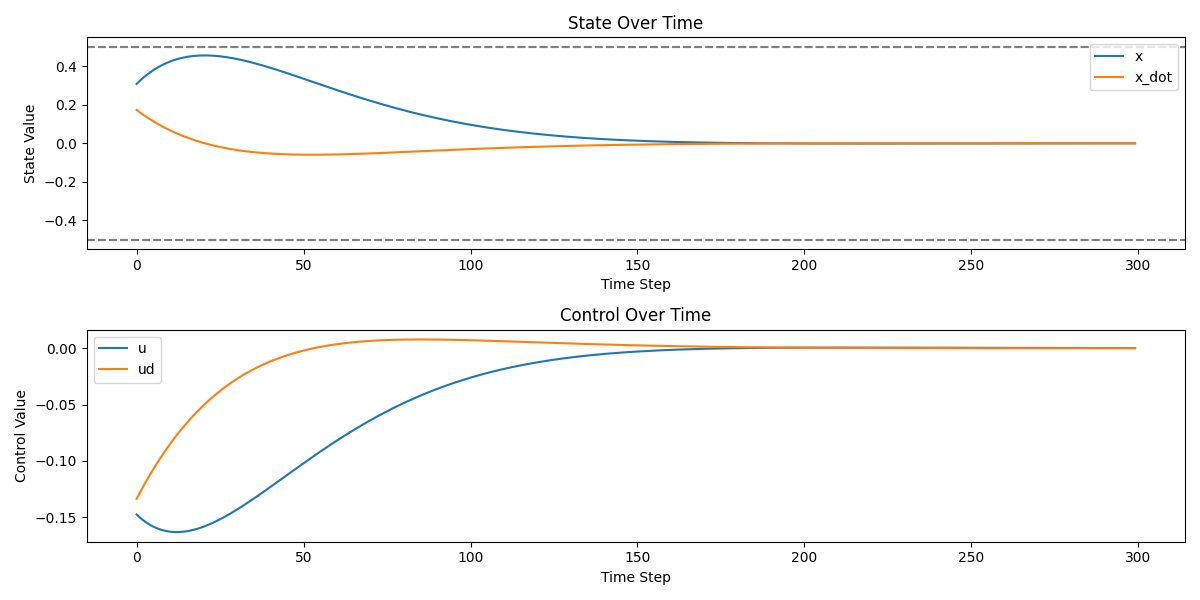 State Over Time
State Value
0.4
0.2
0.0
−0.2
−0.4
x
x_dot
0 50 100 150 200 250 300
Time Step
Control Over Time
Control Value
0.00
−0.05
−0.10
−0.15
u
ud
0 50 100 150 200 250 300
Time Step